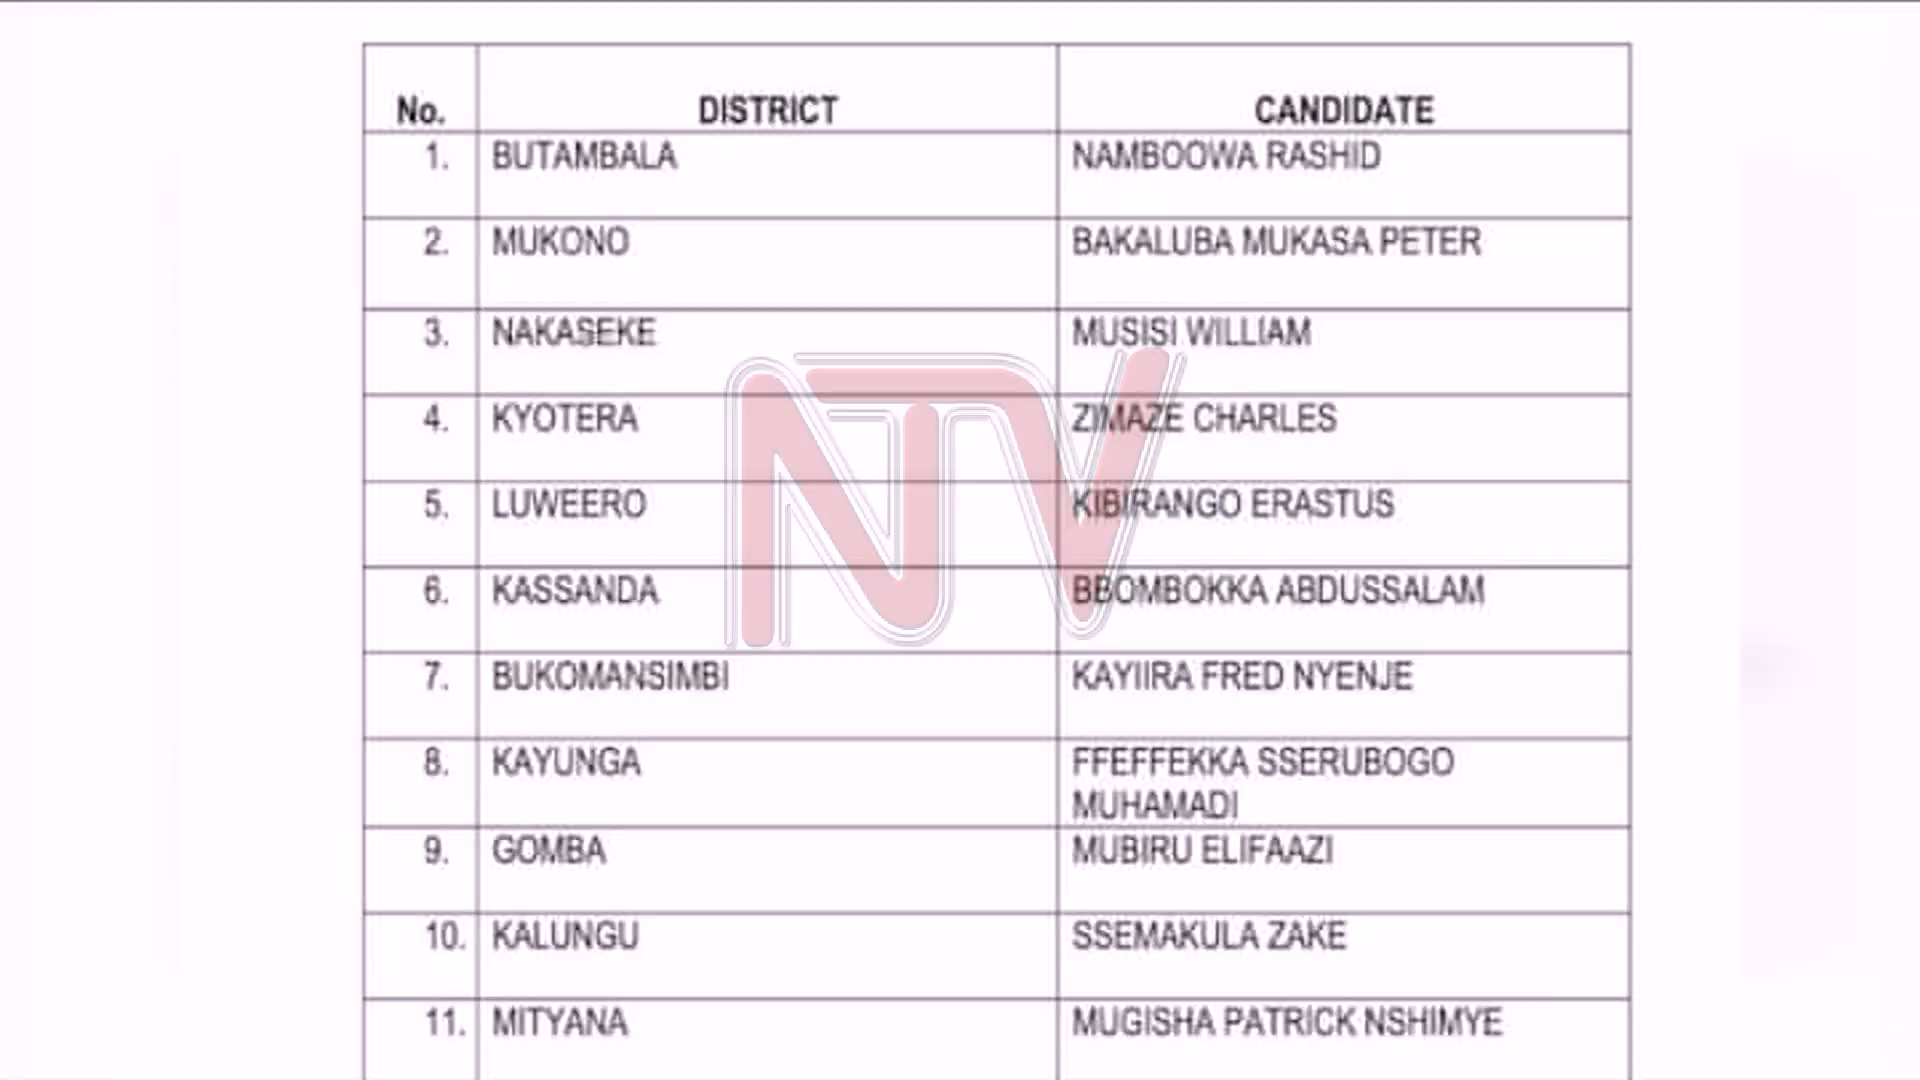 No. DISTRICT CANDIDATE
1. BUTAMBALA NAMBOOWA RASHID
2. MUKONO BAKALUBA MUKASA PETER
3. NAKASEKE MUSISI WILLIAM
4. KYOTERA ZIMAZE CHARLES
5. LUWEERO KIBIRANGO ERASTUS
6. KASSANDA BBOMBOKKA ABDUSSALAM
7. BUKOMANSIMBI KAYIIRA FRED NYENJE
8. KAYUNGA FFEFFEKKA SSERUBOGO
MUHAMADI
9. GOMBA MUBIRU ELIFAAZI
10. KALUNGU SSEMAKULA ZAKE
11. MITYANA MUGISHA PATRICK NSHIMYE
NTV